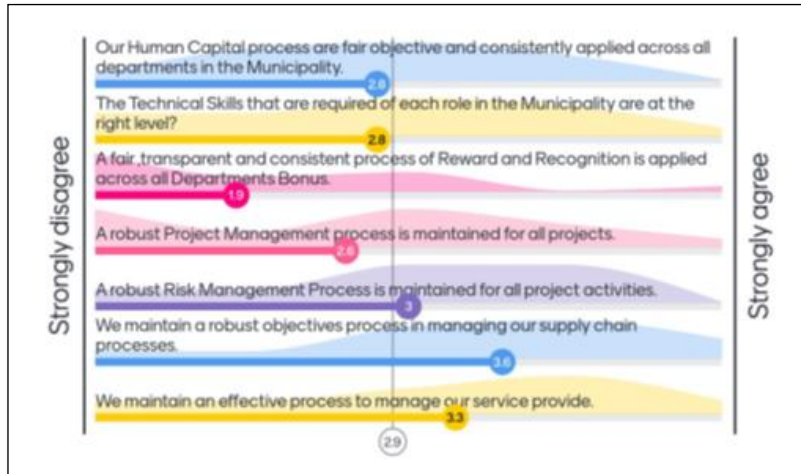 Strongly disagree
Our Human Capital process are fair objective and consistently applied across all
departments in the Municipality.
2.8
The Technical Skills that are required of each role in the Municipality are at the
right level?
2.8
A fair ,transparent and consistent process of Reward and Recognition is applied
across all Departments Bonus.
1.9
A robust Project Management process is maintained for all projects.
2.6
A robust Risk Management Process is maintained for all project activities.
3
We maintain a robust objectives process in managing our supply chain
processes.
3.6
We maintain an effective process to manage our service provide.
3.3
2.9
Strongly agree